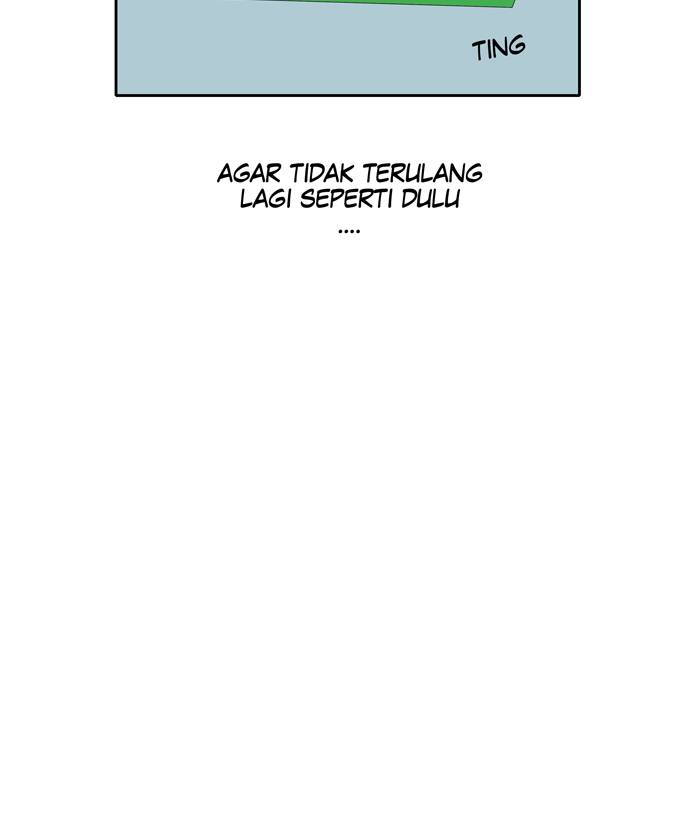 TING
AGAR TIDAK TERULANG
LAGI SEPERTI DULU
....